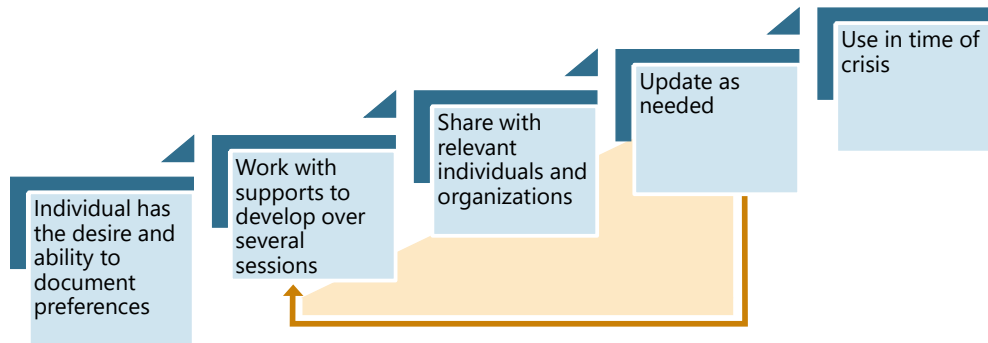 Individual has
the desire and
ability to
document
preferences
Work with
supports to
develop over
several
sessions
Share with
relevant
individuals and
organizations
Update as
needed
Use in time of
crisis